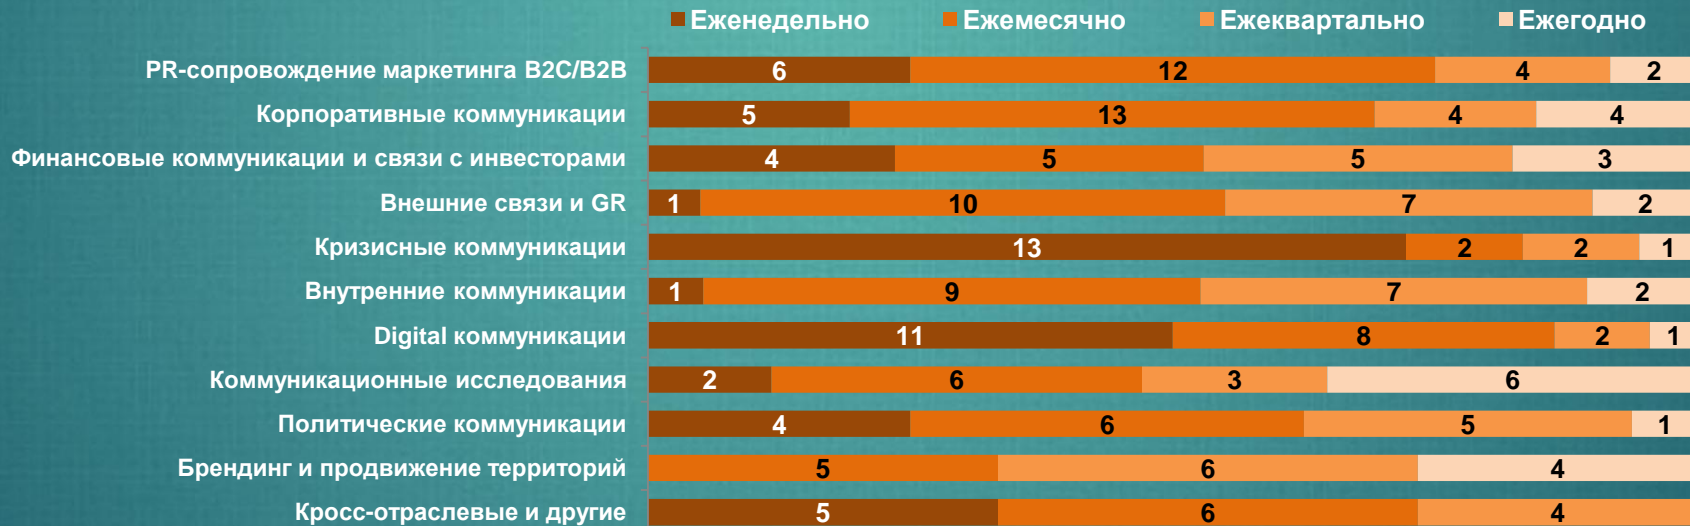 Еженедельно Ежемесячно Ежеквартально Ежегодно
PR-сопровождение маркетинга B2C/B2B 6 12 4 2
Корпоративные коммуникации 5 13 4 4
Финансовые коммуникации и связи с инвесторами 4 5 5 3
Внешние связи и GR 1 10 7 2
Кризисные коммуникации 13 2 2 1
Внутренние коммуникации 1 9 7 2
Digital коммуникации 11 8 2 1
Коммуникационные исследования 2 6 3 6
Политические коммуникации 4 6 5 1
Брендинг и продвижение территорий 5 6 4
Кросс-отраслевые и другие 5 6 4